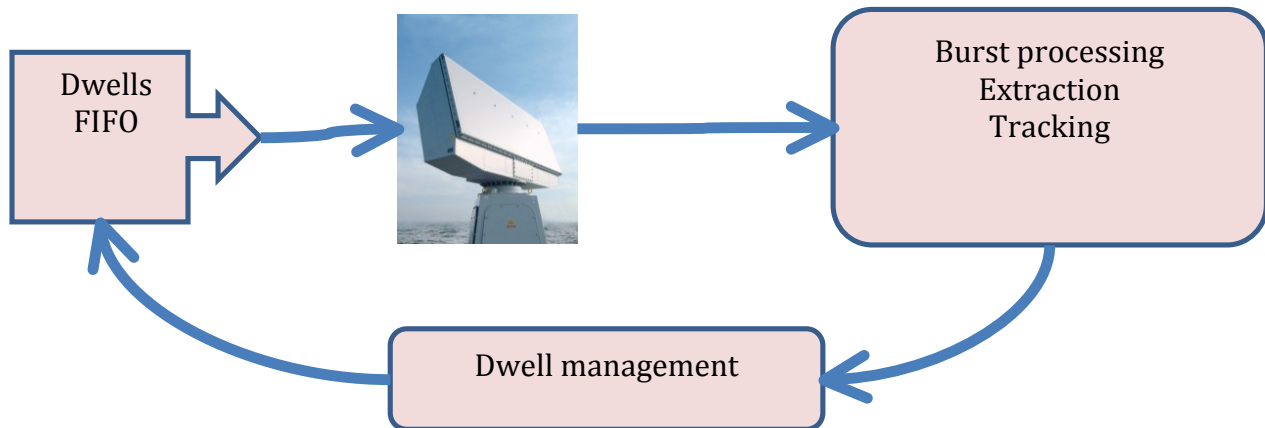 Dwells
FIFO
Burst processing
Extraction
Tracking
Dwell management